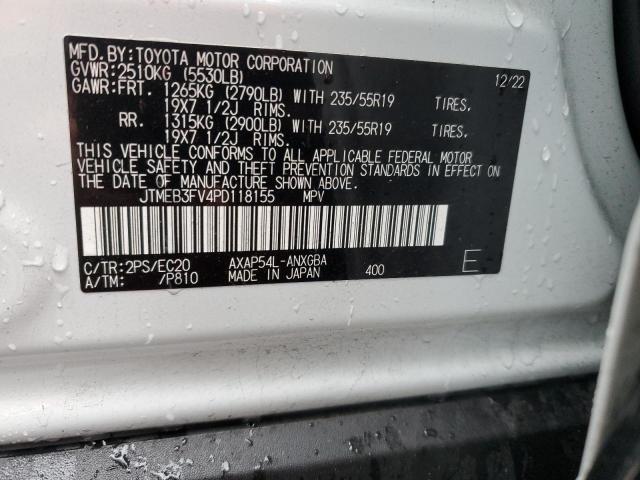 MFD.BY:TOYOTA MOTOR CORPORATION
GVWR:2510KG (5530LB) 12/22
GAWR:FRT. 1265KG (2790LB) WITH 235/55R19 TIRES,
19X7 1/2J RIMS.
RR. 1315KG (2900LB) WITH 235/55R19 TIRES,
19X7 1/2J RIMS.
THIS VEHICLE CONFORMS TO ALL APPLICABLE FEDERAL MOTOR
VEHICLE SAFETY AND THEFT PREVENTION STANDARDS IN EFFECT ON
THE DATE OF MANUFACTURE SHOWN ABOVE.
JTMEB3FV4PD118155 MPV
C/TR:2PS/EC20 AXAP54L-ANXGBA
A/TM: /P810 MADE IN JAPAN 400 E